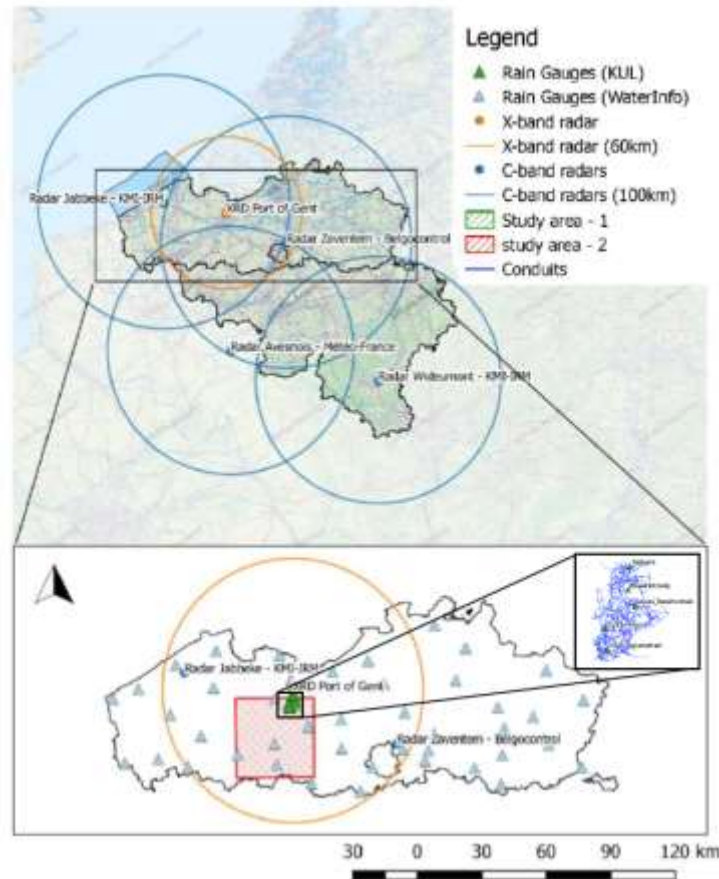 Legend
Rain Gauges (KUL)
Rain Gauges (WaterInfo)
X-band radar
X-band radar (60km)
C-band radars
C-band radars (100km)
Study area - 1
study area - 2
Conduits
Radar Jabbeke - KMI-IRM
XRD Port of Gent
Radar Zaventem - Belgocontrol
Radar Avesnois - Meteo-France
Radar Wideumont - KMI-IRM
Radar Jabbeke - KMI-IRM
XRD Port of Gent
Radar Zaventem - Belgocontrol
30 0 30 60 90 120 km